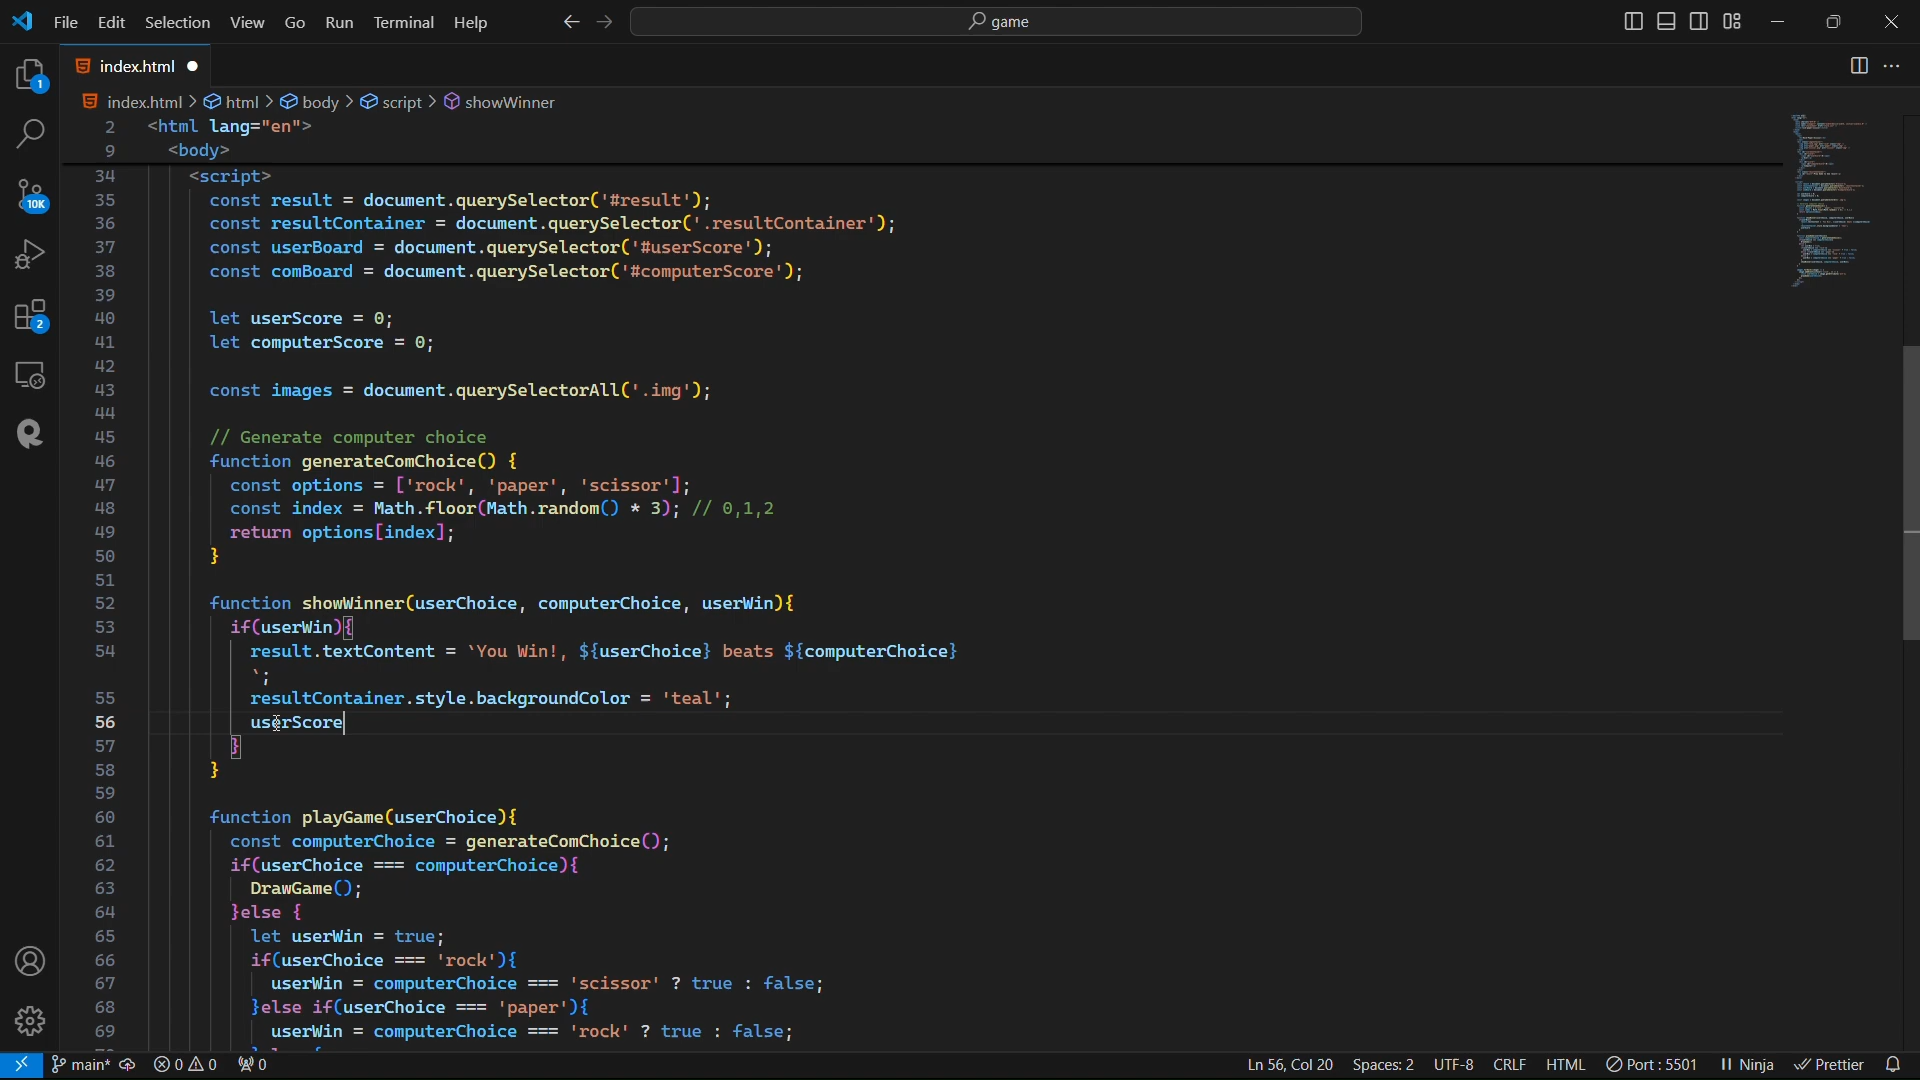 File Edit Selection View Go Run Terminal Help
game
index.html
index.html > html > body > script > showWinner
2 <html lang="en">
9 <body>
34 <script>
35 const result = document.querySelector('#result');
36 const resultContainer = document.querySelector('.resultContainer');
37 const userBoard = document.querySelector('#userScore');
38 const comBoard = document.querySelector('#computerScore');
39
40 let userScore = 0;
41 let computerScore = 0;
42
43 const images = document.querySelectorAll('.img');
44
45 // Generate computer choice
46 function generateComChoice() {
47 const options = ['rock', 'paper', 'scissor'];
48 const index = Math.floor(Math.random() * 3); // 0,1,2
49 return options[index];
50 }
51
52 function showWinner(userChoice, computerChoice, userWin){
53 if(userWin){
54 result.textContent = `You Win!, ${userChoice} beats ${computerChoice}
`;
55 resultContainer.style.backgroundColor = 'teal';
56 userScore
57 }
58 }
59
60 function playGame(userChoice){
61 const computerChoice = generateComChoice();
62 if(userChoice === computerChoice){
63 DrawGame();
64 }else {
65 let userWin = true;
66 if(userChoice === 'rock'){
67 userWin = computerChoice === 'scissor' ? true : false;
68 }else if(userChoice === 'paper'){
69 userWin = computerChoice === 'rock' ? true : false;
1
10K
2
main* 0 0 0 Ln 56, Col 20 Spaces: 2 UTF-8 CRLF HTML Port : 5501 Ninja Prettier